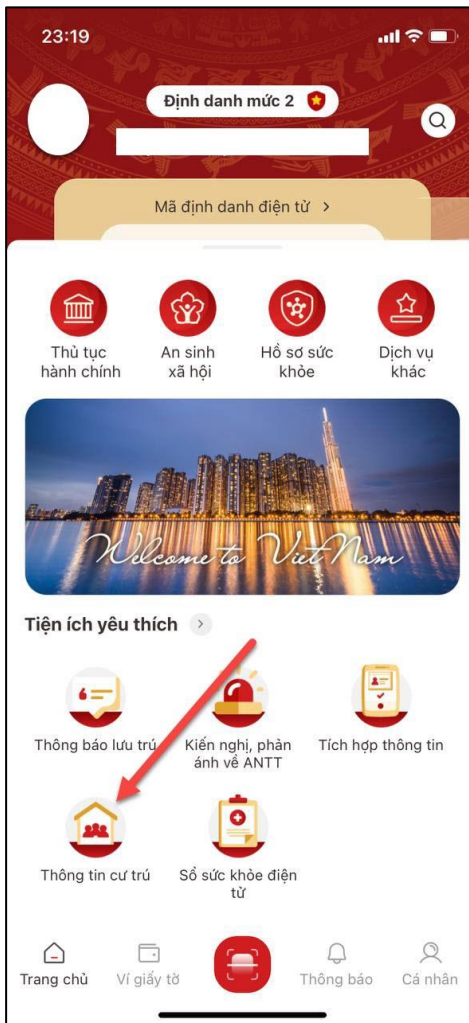 23:19
Định danh mức 2
Mã định danh điện tử >
Thủ tục
hành chính
An sinh
xã hội
Hồ sơ sức
khỏe
Dịch vụ
khác
Welcome to Viet Nam
Tiện ích yêu thích >
Thông báo lưu trú
Kiến nghị, phản
ánh về ANTT
Tích hợp thông tin
Thông tin cư trú
Sổ sức khỏe điện
tử
Trang chủ
Ví giấy tờ
Thông báo
Cá nhân